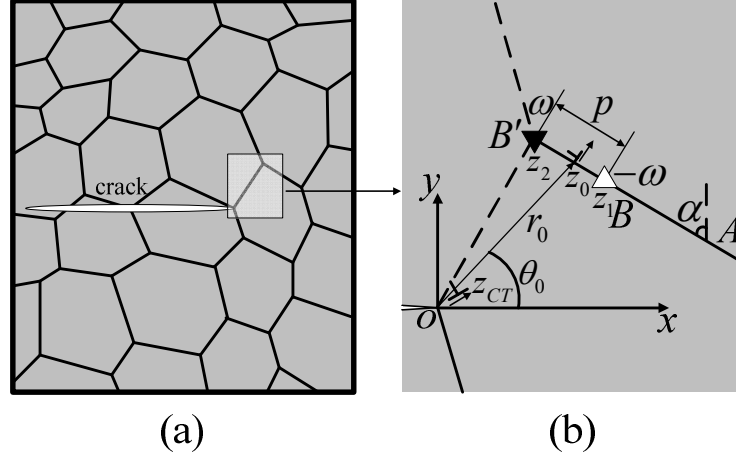 crack
(a)
ω
p
B′
z₂
z₀
z₁
−ω
B
y
r₀
α
A
z_CT
θ₀
o
x
(b)